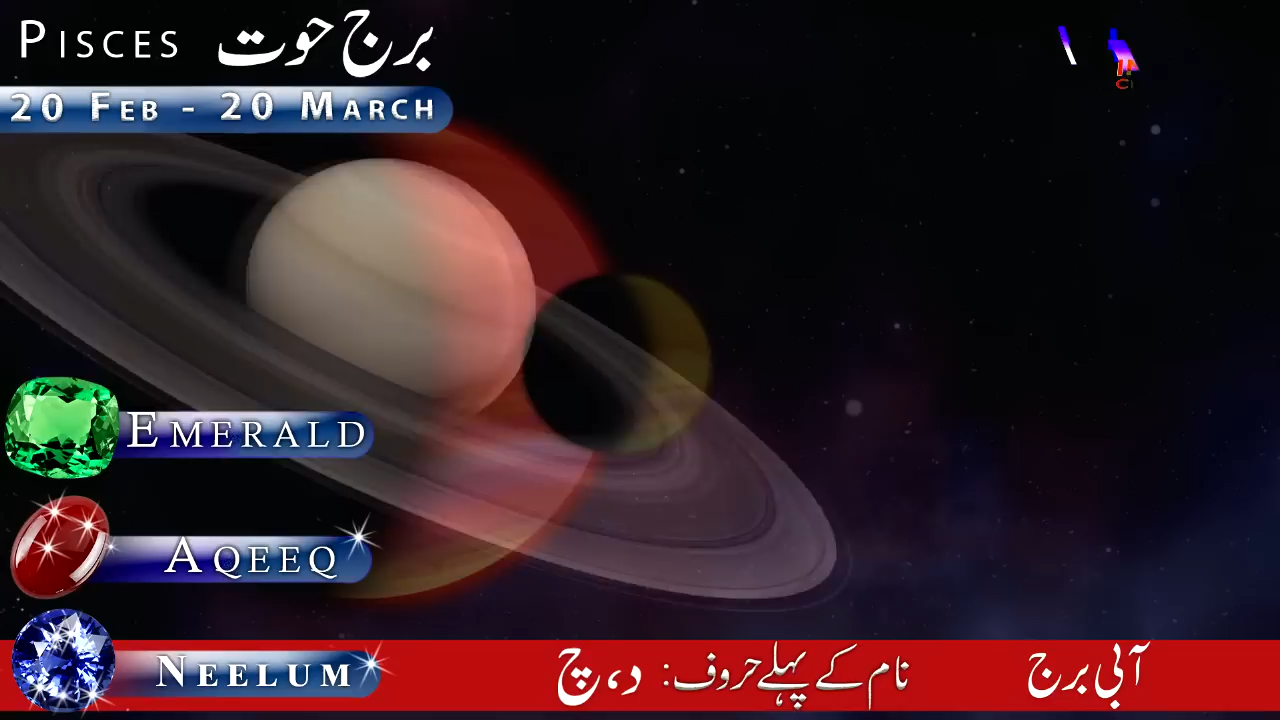 Pisces برج حوت
20 Feb - 20 March
Emerald
Aqeeq
Neelum
آبی برج نام کے پہلے حروف: د، چ